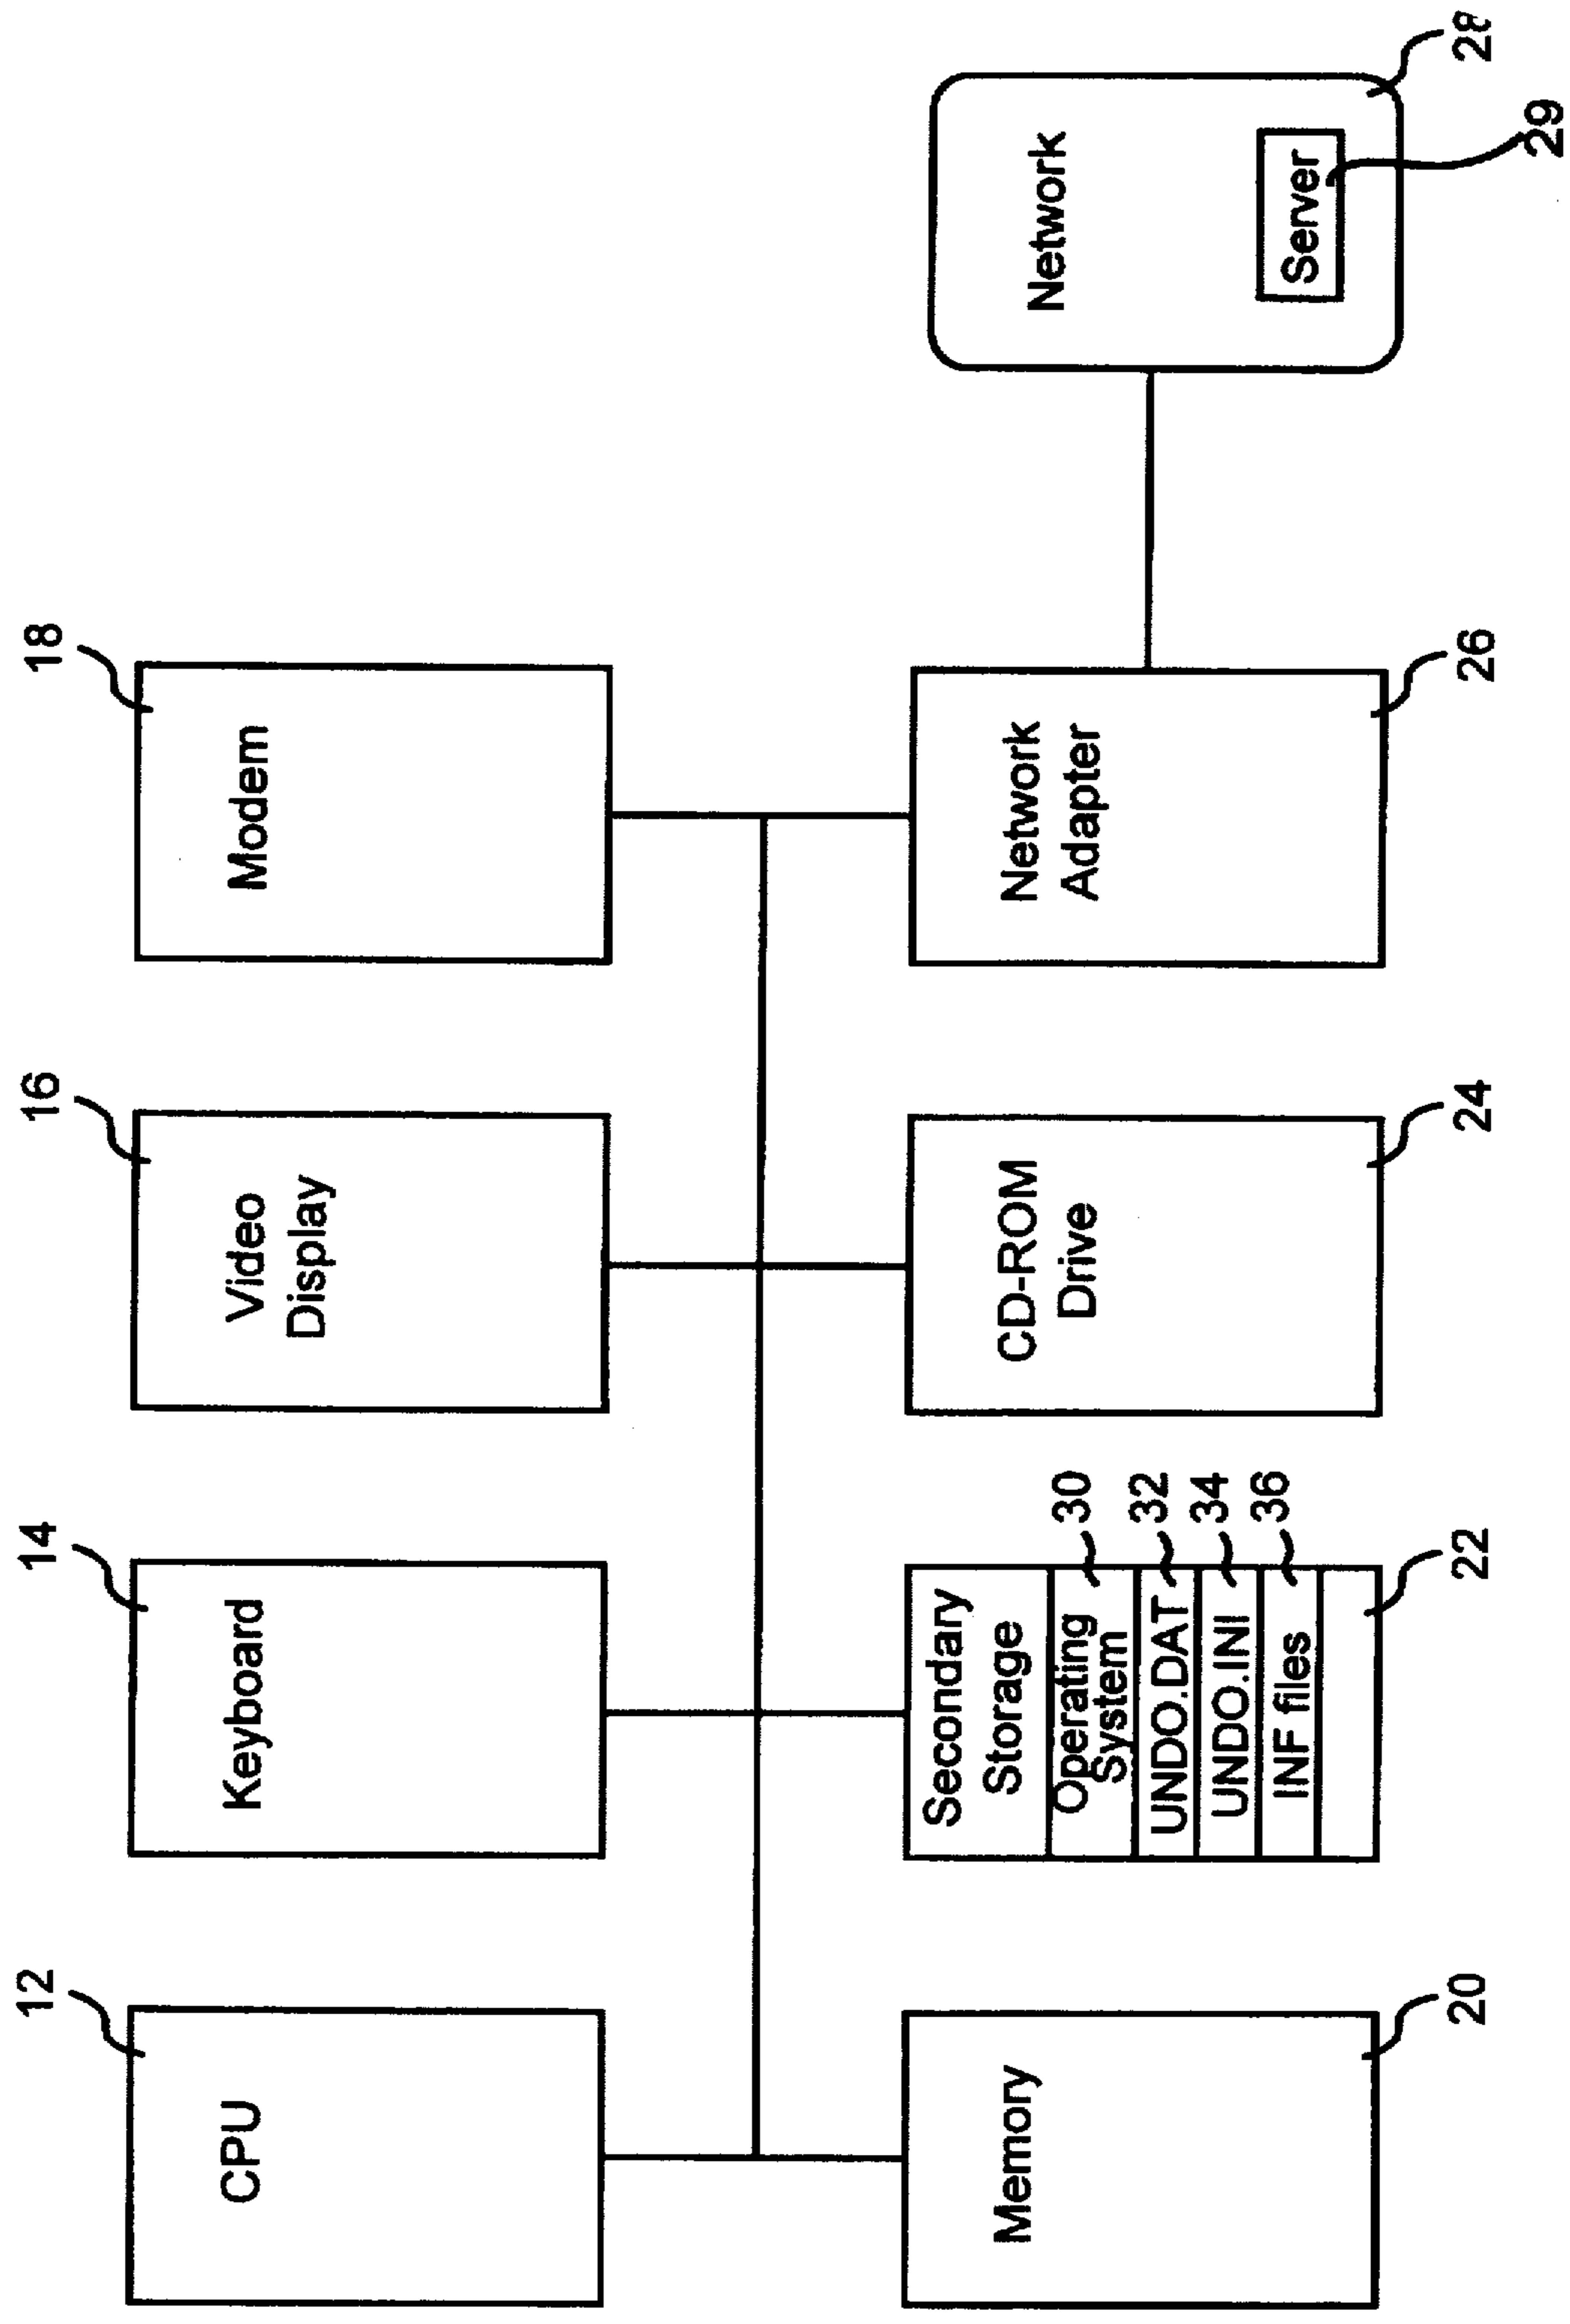 12
CPU
14
Keyboard
16
Video
Display
18
Modem
Memory
20
Secondary
Storage
Operating
System
30
UNDO.DAT
32
UNDO.INI
34
INF files
36
22
CD-ROM
Drive
24
Network
Adapter
26
Network
Server
28
29